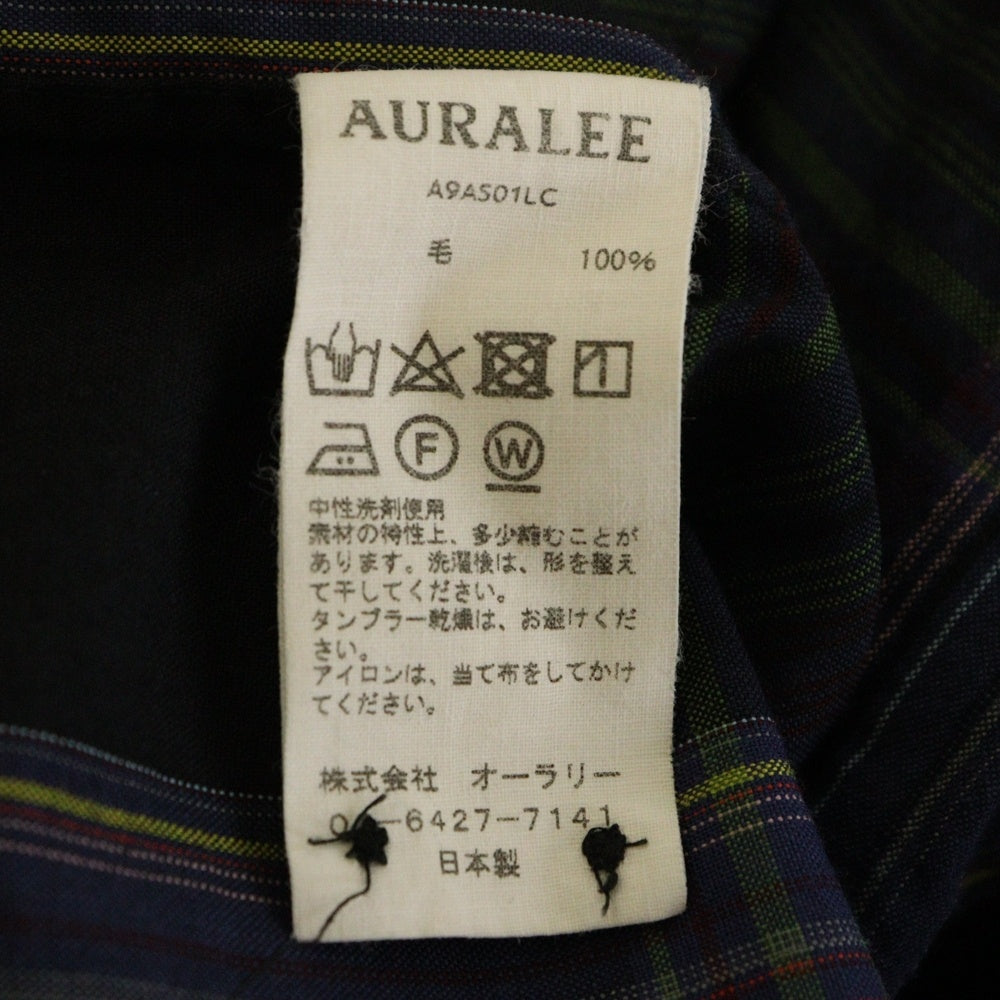 AURALEE
A9AS01LC
毛 100%
F W
中性洗剤使用
素材の特性上、多少縮むことが
あります。洗濯後は、形を整え
て干してください。
タンブラー乾燥は、お避けくだ
さい。
アイロンは、当て布をしてかけ
てください。
株式会社 オーラリー
-6427-7141
日本製